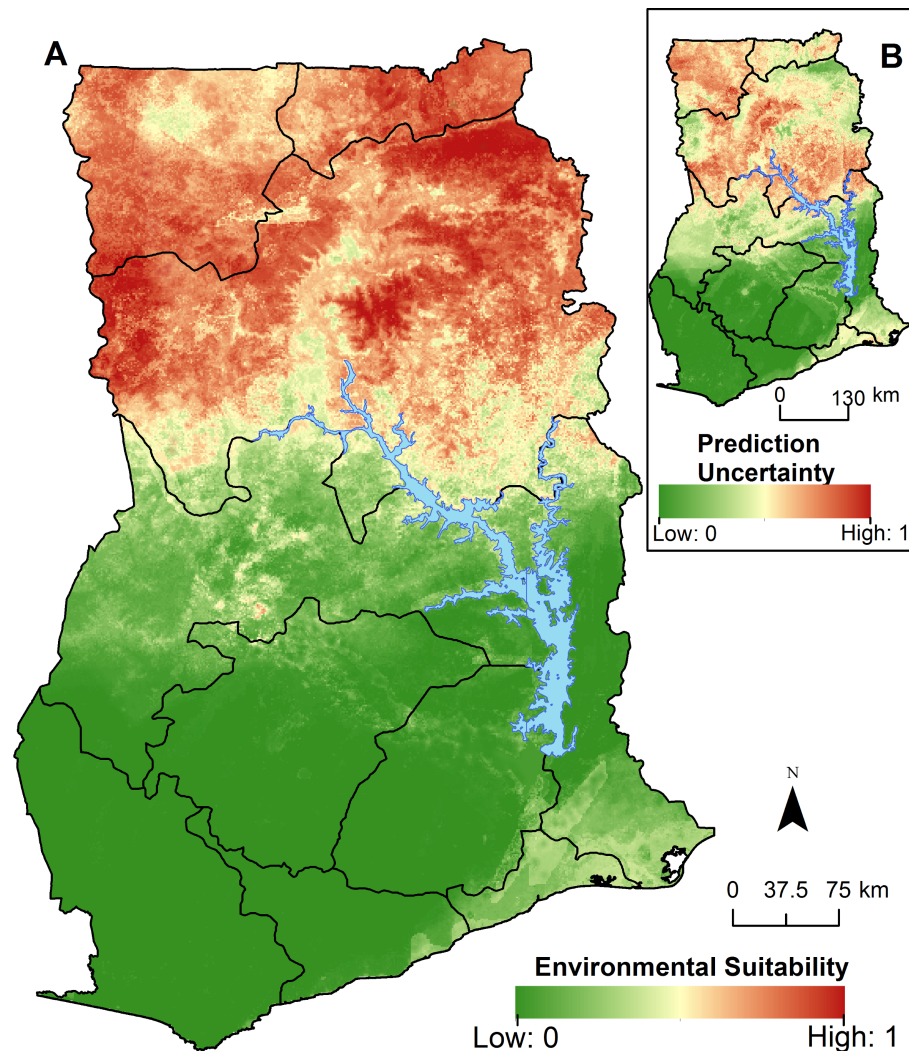 A
B
0 130 km
Prediction
Uncertainty
Low: 0 High: 1
N
0 37.5 75 km
Environmental Suitability
Low: 0 High: 1